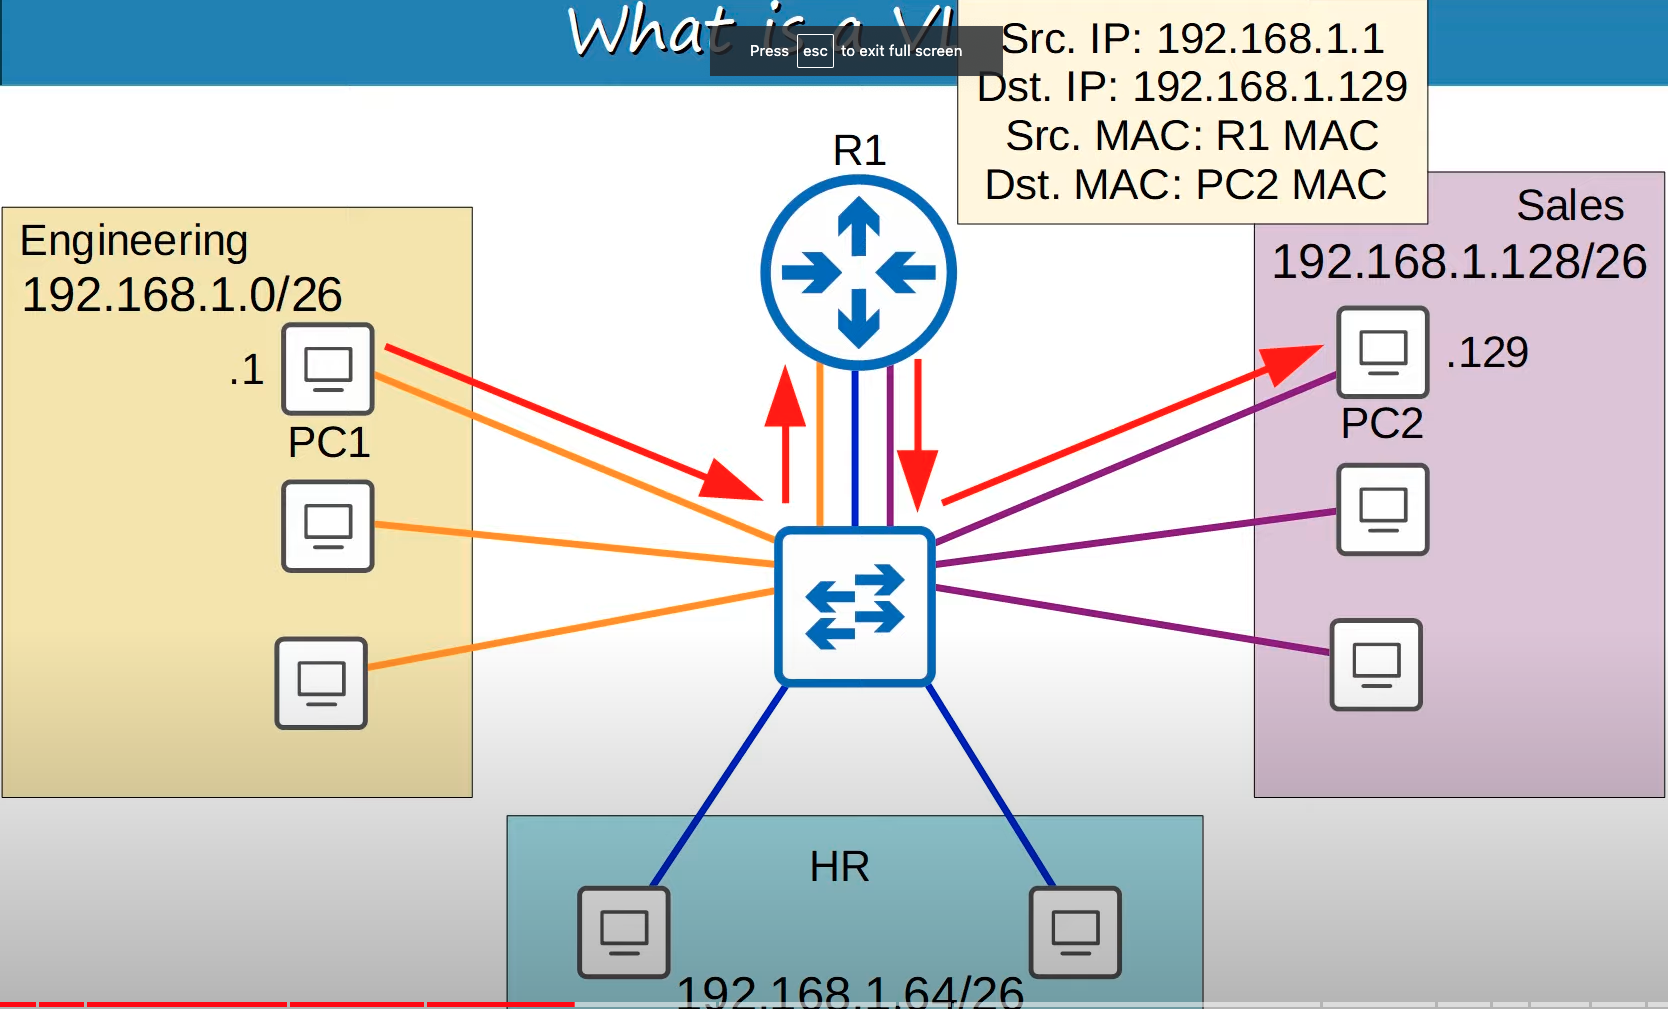 What is a VL
Press esc to exit full screen
Src. IP: 192.168.1.1
Dst. IP: 192.168.1.129
Src. MAC: R1 MAC
Dst. MAC: PC2 MAC
R1
Engineering
192.168.1.0/26
.1
PC1
Sales
192.168.1.128/26
.129
PC2
HR
192.168.1.64/26